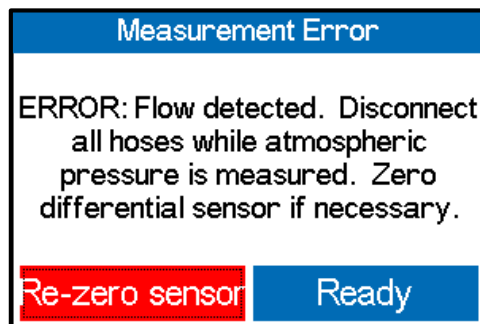 Measurement Error
ERROR: Flow detected. Disconnect
all hoses while atmospheric
pressure is measured. Zero
differential sensor if necessary.
Re-zero sensor
Ready